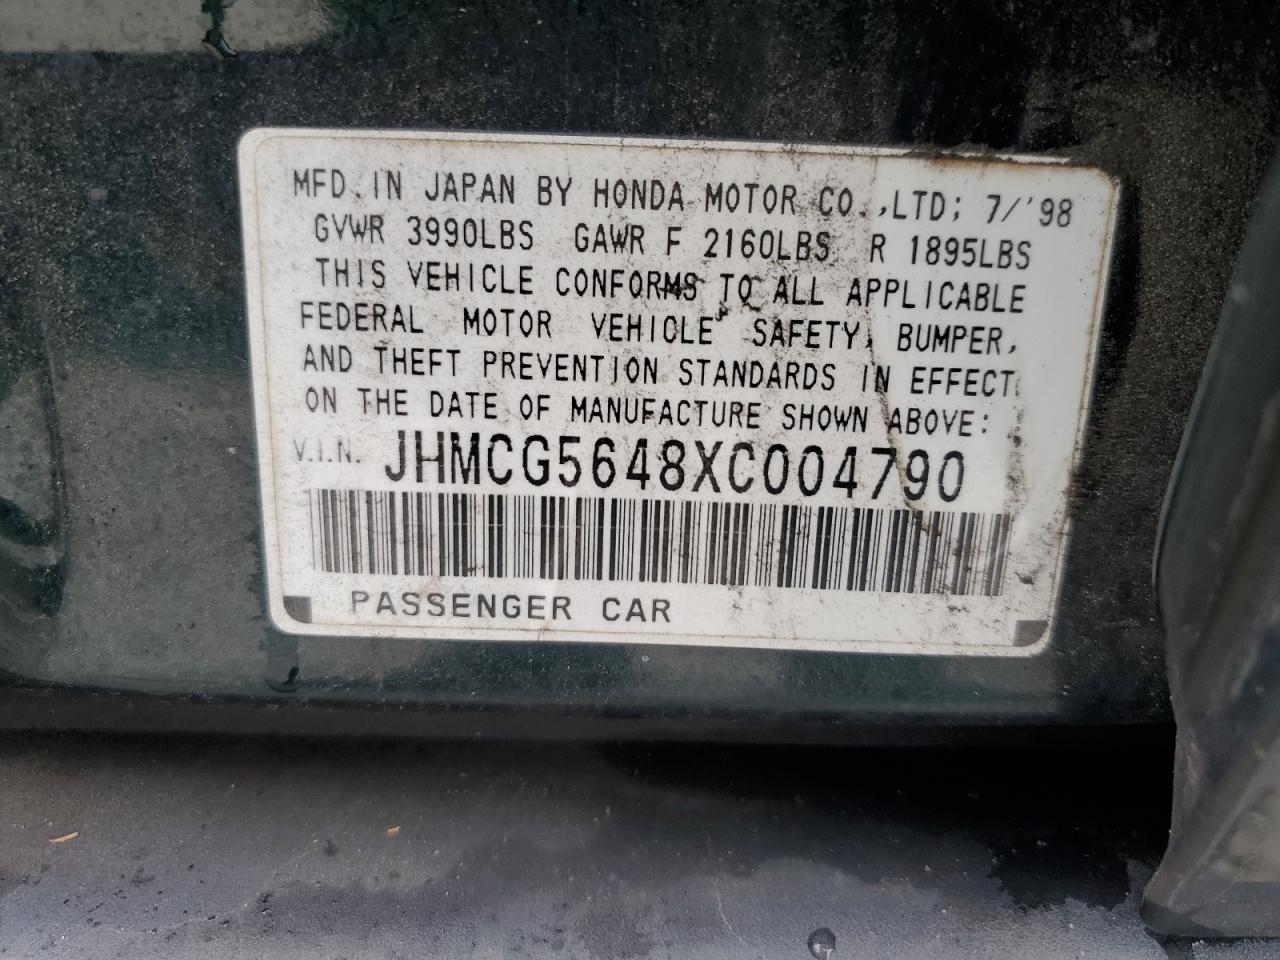 MFD. IN JAPAN BY HONDA MOTOR CO.,LTD; 7/'98
GVWR 3990LBS GAWR F 2160LBS R 1895LBS
THIS VEHICLE CONFORMS TO ALL APPLICABLE
FEDERAL MOTOR VEHICLE SAFETY, BUMPER,
AND THEFT PREVENTION STANDARDS IN EFFECT
ON THE DATE OF MANUFACTURE SHOWN ABOVE:
V.I.N. JHMCG5648XC004790
PASSENGER CAR